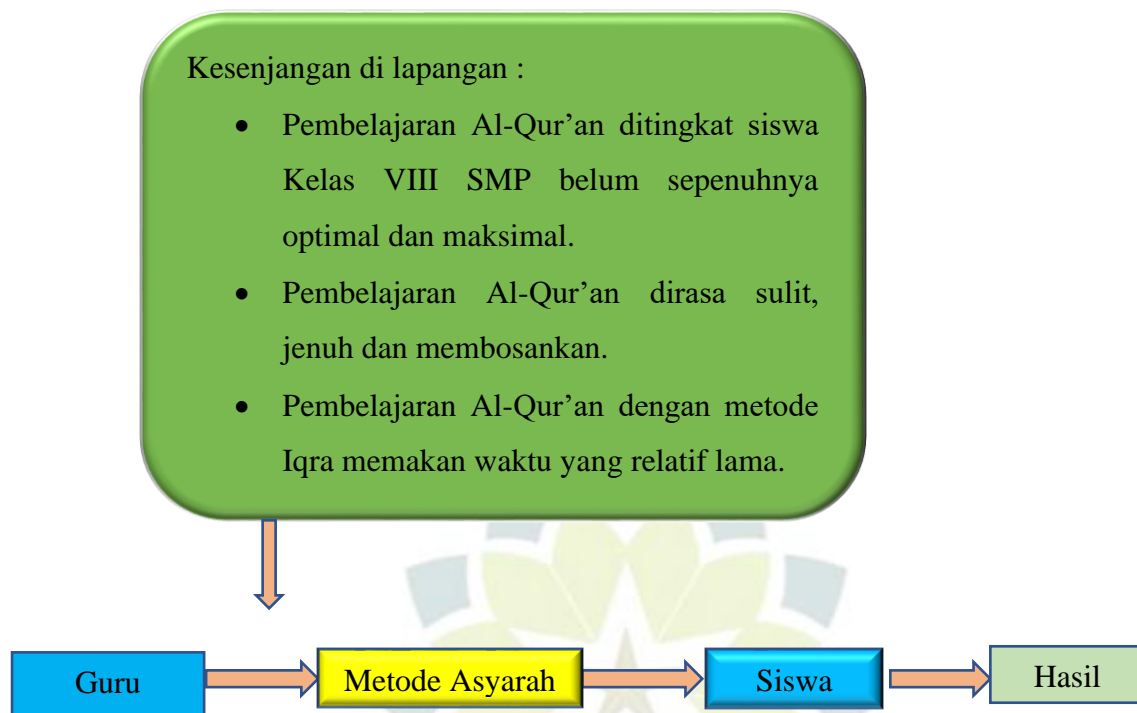 Kesenjangan di lapangan :
• Pembelajaran Al-Qur’an ditingkat siswa
Kelas VIII SMP belum sepenuhnya
optimal dan maksimal.
• Pembelajaran Al-Qur’an dirasa sulit,
jenuh dan membosankan.
• Pembelajaran Al-Qur’an dengan metode
Iqra memakan waktu yang relatif lama.
Guru
Metode Asyarah
Siswa
Hasil